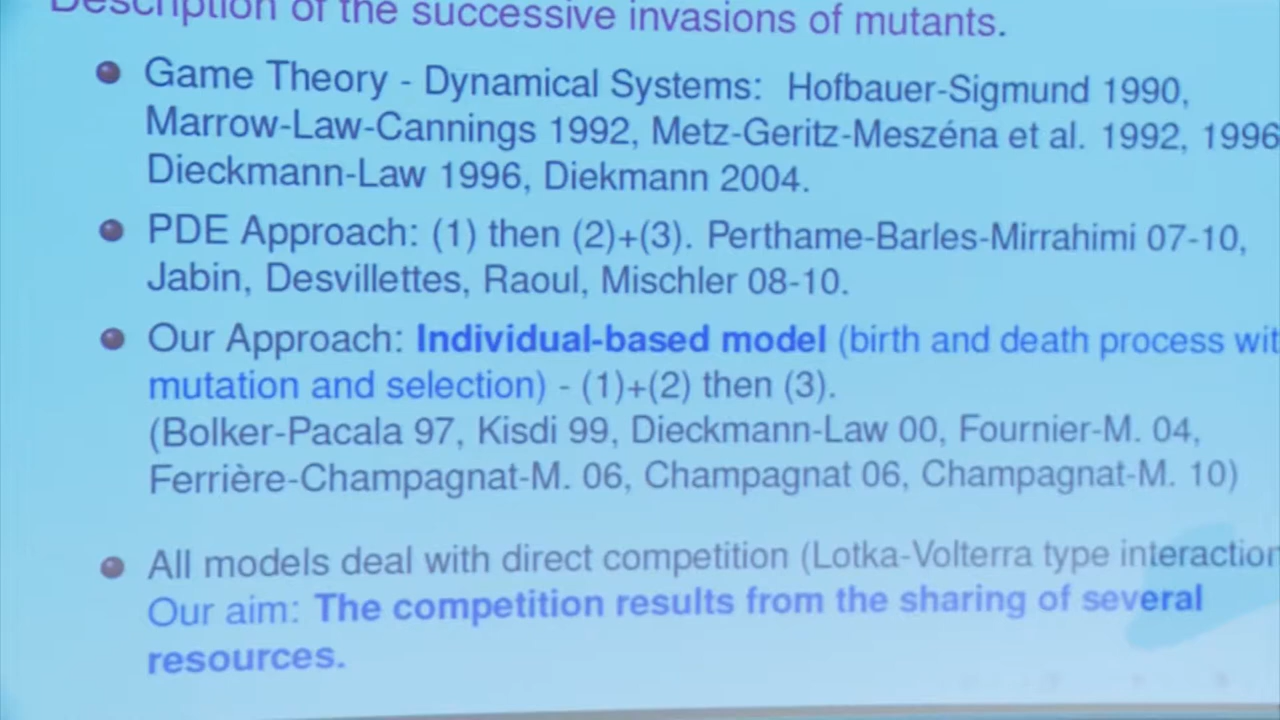 Description of the successive invasions of mutants.
Game Theory - Dynamical Systems: Hofbauer-Sigmund 1990,
Marrow-Law-Cannings 1992, Metz-Geritz-Meszéna et al. 1992, 1996
Dieckmann-Law 1996, Diekmann 2004.
PDE Approach: (1) then (2)+(3). Perthame-Barles-Mirrahimi 07-10,
Jabin, Desvillettes, Raoul, Mischler 08-10.
Our Approach: Individual-based model (birth and death process wit
mutation and selection) - (1)+(2) then (3).
(Bolker-Pacala 97, Kisdi 99, Dieckmann-Law 00, Fournier-M. 04,
Ferrière-Champagnat-M. 06, Champagnat 06, Champagnat-M. 10)
All models deal with direct competition (Lotka-Volterra type interaction
Our aim: The competition results from the sharing of several
resources.